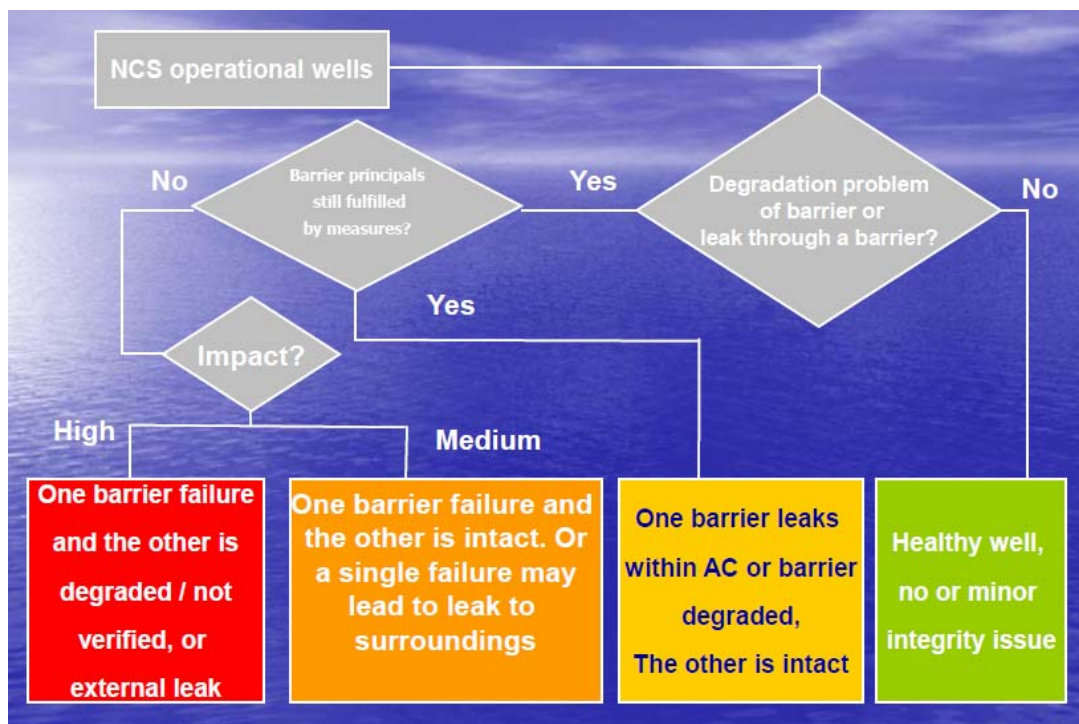 NCS operational wells
No
Barrier principals
still fulfilled
by measures?
Yes
Degradation problem
of barrier or
leak through a barrier?
No
Yes
Impact?
High
Medium
One barrier failure
and the other is
degraded / not
verified, or
external leak
One barrier failure and
the other is intact. Or
a single failure may
lead to leak to
surroundings
One barrier leaks
within AC or barrier
degraded,
The other is intact
Healthy well,
no or minor
integrity issue